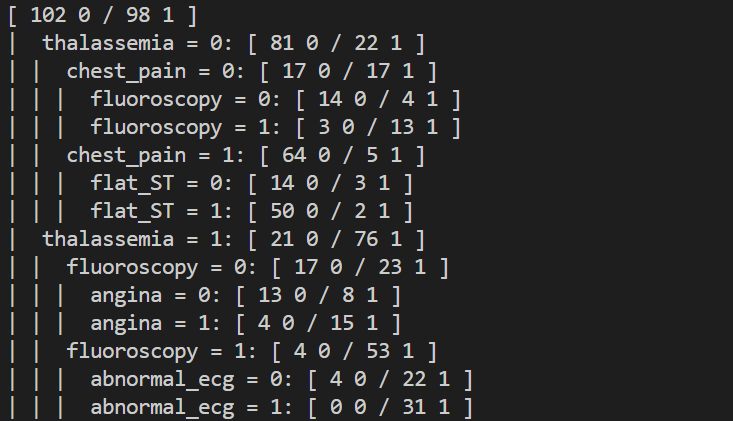 [ 102 0 / 98 1 ]
| thalassemia = 0: [ 81 0 / 22 1 ]
| | chest_pain = 0: [ 17 0 / 17 1 ]
| | | fluoroscopy = 0: [ 14 0 / 4 1 ]
| | | fluoroscopy = 1: [ 3 0 / 13 1 ]
| | chest_pain = 1: [ 64 0 / 5 1 ]
| | | flat_ST = 0: [ 14 0 / 3 1 ]
| | | flat_ST = 1: [ 50 0 / 2 1 ]
| thalassemia = 1: [ 21 0 / 76 1 ]
| | fluoroscopy = 0: [ 17 0 / 23 1 ]
| | | angina = 0: [ 13 0 / 8 1 ]
| | | angina = 1: [ 4 0 / 15 1 ]
| | fluoroscopy = 1: [ 4 0 / 53 1 ]
| | | abnormal_ecg = 0: [ 4 0 / 22 1 ]
| | | abnormal_ecg = 1: [ 0 0 / 31 1 ]